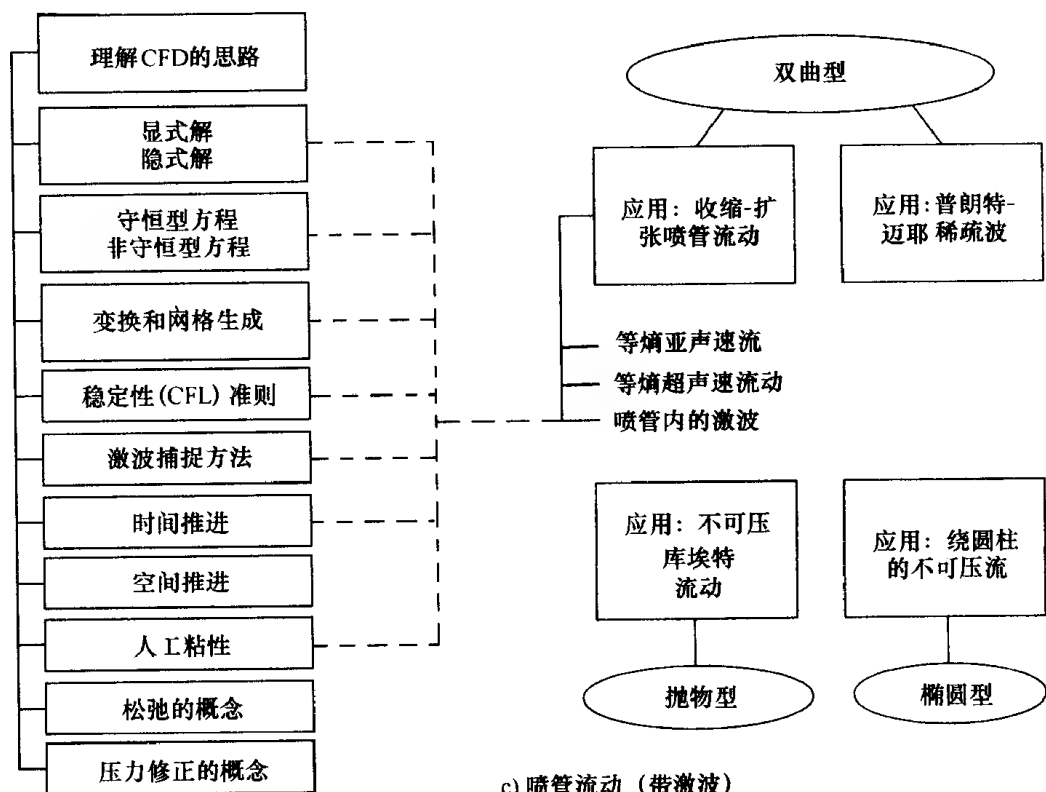 理解CFD的思路
显式解
隐式解
守恒型方程
非守恒型方程
变换和网格生成
稳定性(CFL)准则
激波捕捉方法
时间推进
空间推进
人工粘性
松弛的概念
压力修正的概念
双曲型
应用：收缩-扩
张喷管流动
应用:普朗特-
迈耶 稀疏波
等熵亚声速流
等熵超声速流动
喷管内的激波
应用：不可压
库埃特
流动
应用：绕圆柱
的不可压流
抛物型
椭圆型
c) 喷管流动（带激波）